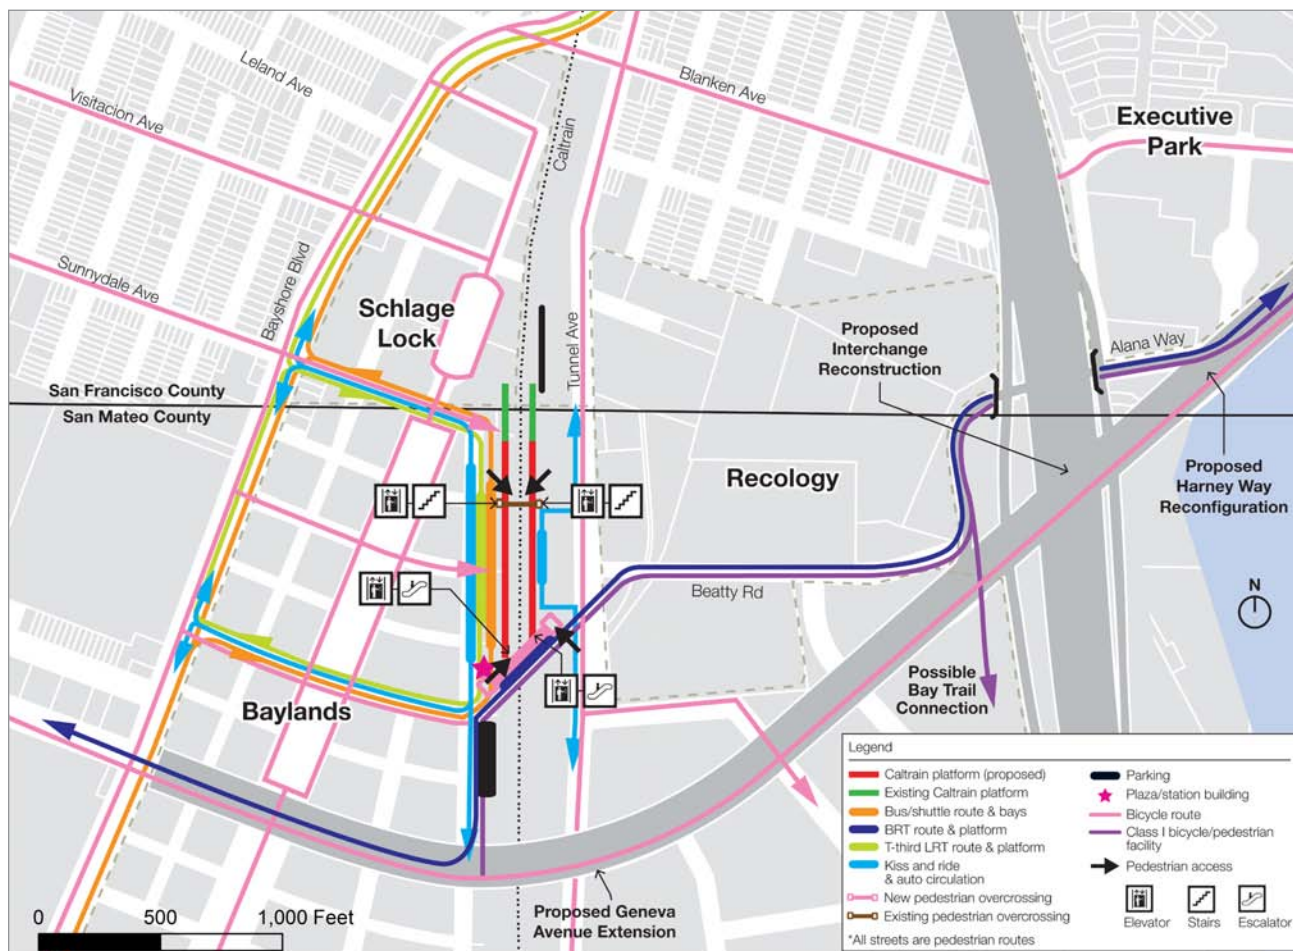 Leland Ave
Visitacion Ave
Blanken Ave
Executive
Park
Caltrain
Sunnydale Ave
Bayshore Blvd
Schlage
Lock
Tunnel Ave
Proposed
Interchange
Reconstruction
Alana Way
San Francisco County
San Mateo County
Recology
Proposed
Harney Way
Reconfiguration
N
Beatty Rd
Possible
Bay Trail
Connection
Baylands
Proposed Geneva
Avenue Extension
0 500 1,000 Feet
Legend
Caltrain platform (proposed)
Existing Caltrain platform
Bus/shuttle route & bays
BRT route & platform
T-third LRT route & platform
Kiss and ride
& auto circulation
New pedestrian overcrossing
Existing pedestrian overcrossing
*All streets are pedestrian routes
Parking
Plaza/station building
Bicycle route
Class I bicycle/pedestrian
facility
Pedestrian access
Elevator Stairs Escalator